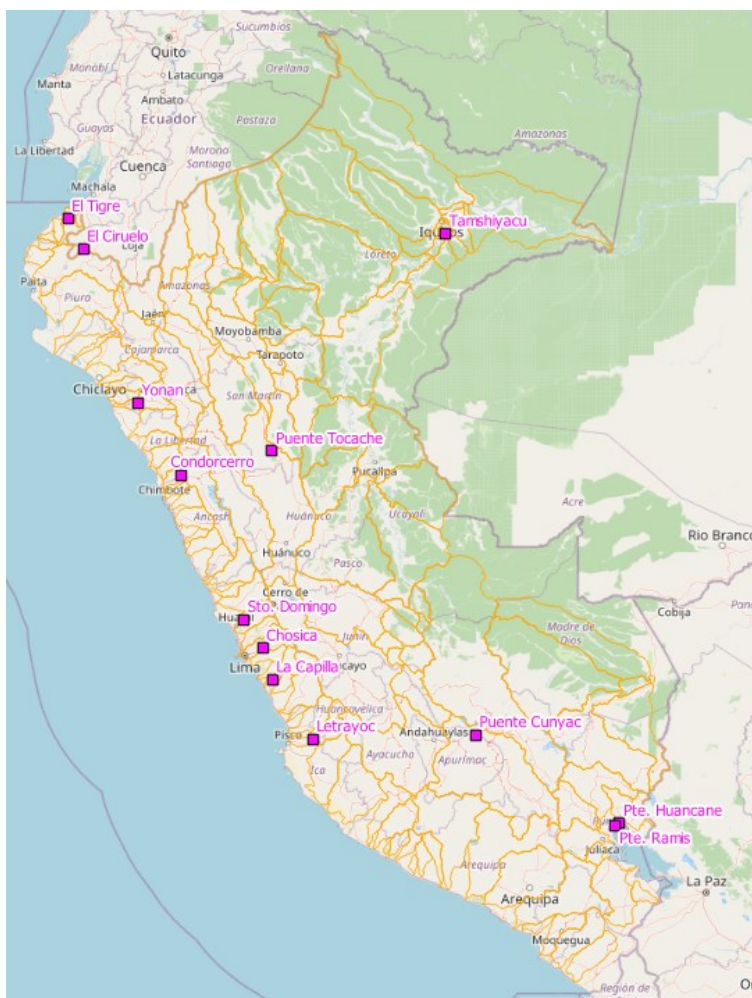 Sucumbíos
Quito
Manabí
Orellana
Manta
Latacunga
Ambato
Ecuador
Pastaza
Guayas
Morona
Santiago
Amazonas
La Libertad
Cuenca
Machala
El Tigre
Tamshiyacu
El Ciruelo
Loja
Loreto
Paita
Piura
Amazonas
Jaén
Moyobamba
Cajamarca
Tarapoto
Chiclayo
Yonan
San Martín
La Libertad
Puente Tocache
Condorcerro
Pucallpa
Chimbote
Acre
Ancash
Huánuco
Ucayali
Rio Branco
Huánuco
Pasco
Cerro de
Cobija
Sto. Domingo
Madre de
Dios
Chosica
Junín
Lima
La Capilla
Huancavelica
Letrayoc
Puente Cunyac
Pisco
Andahuaylas
Ayacucho
Apurímac
Ica
Pte. Huancane
Pte. Ramis
Juliaca
Arequipa
La Paz
Arequipa
Moquegua
Región de